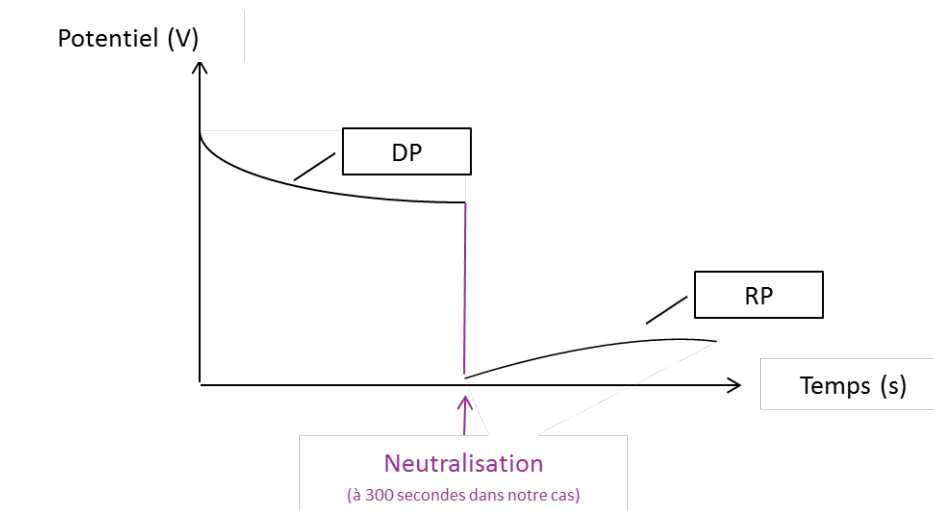 Potentiel (V)
DP
RP
Temps (s)
Neutralisation
(à 300 secondes dans notre cas)